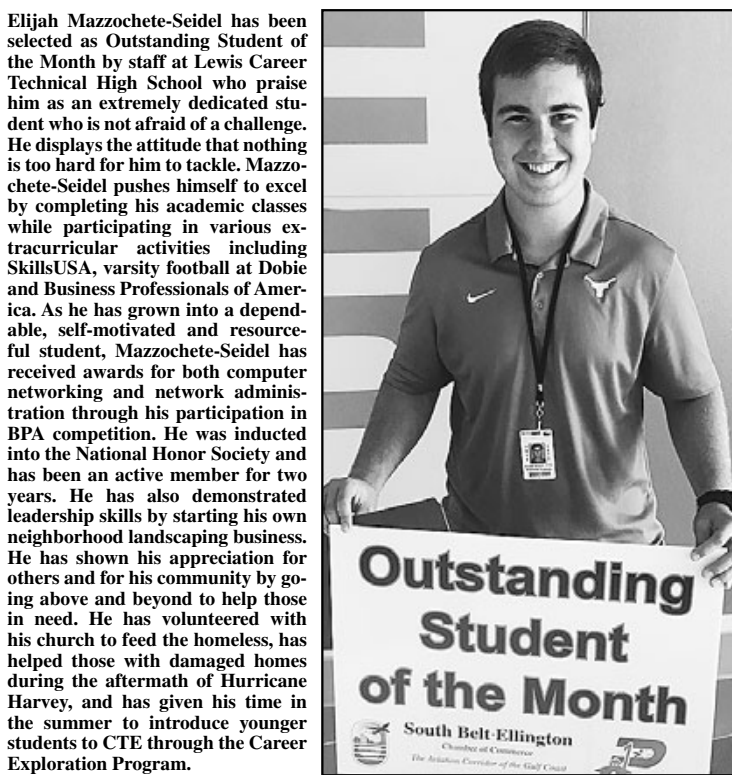 Elijah Mazzochete-Seidel has been
selected as Outstanding Student of
the Month by staff at Lewis Career
Technical High School who praise
him as an extremely dedicated stu-
dent who is not afraid of a challenge.
He displays the attitude that nothing
is too hard for him to tackle. Mazzo-
chete-Seidel pushes himself to excel
by completing his academic classes
while participating in various ex-
tracurricular activities including
SkillsUSA, varsity football at Dobie
and Business Professionals of Amer-
ica. As he has grown into a depend-
able, self-motivated and resource-
ful student, Mazzochete-Seidel has
received awards for both computer
networking and network adminis-
tration through his participation in
BPA competition. He was inducted
into the National Honor Society and
has been an active member for two
years. He has also demonstrated
leadership skills by starting his own
neighborhood landscaping business.
He has shown his appreciation for
others and for his community by go-
ing above and beyond to help those
in need. He has volunteered with
his church to feed the homeless, has
helped those with damaged homes
during the aftermath of Hurricane
Harvey, and has given his time in
the summer to introduce younger
students to CTE through the Career
Exploration Program.
Outstanding
Student
of the Month
South Belt-Ellington
Chamber of Commerce
The Aviation Corridor of the Gulf Coast